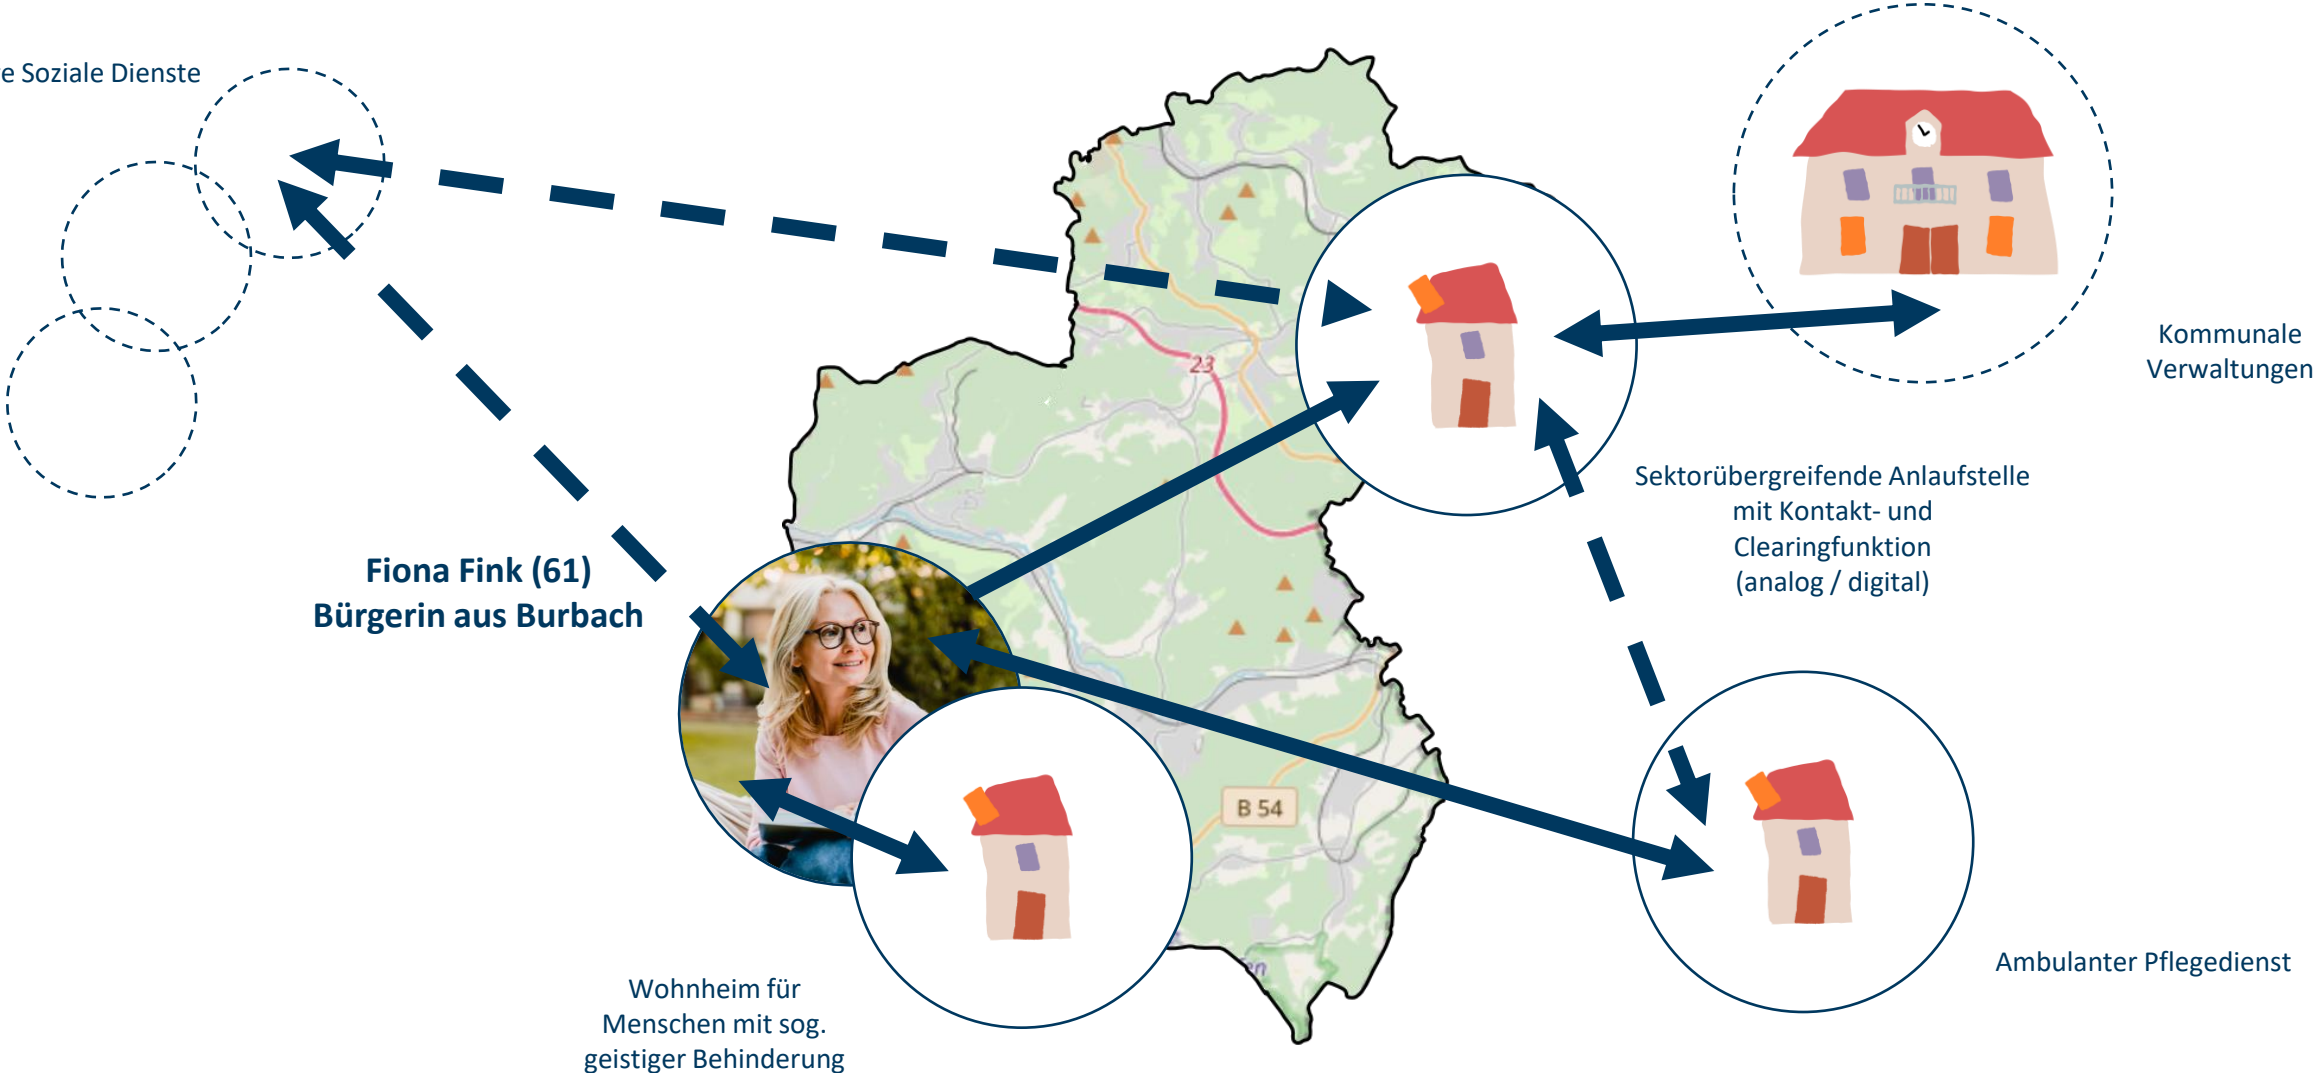 Soziale Dienste
23
Kommunale
Verwaltungen
Sektorübergreifende Anlaufstelle
mit Kontakt- und
Clearingfunktion
(analog / digital)
Fiona Fink (61)
Bürgerin aus Burbach
B 54
Ambulanter Pflegedienst
Wohnheim für
Menschen mit sog.
geistiger Behinderung